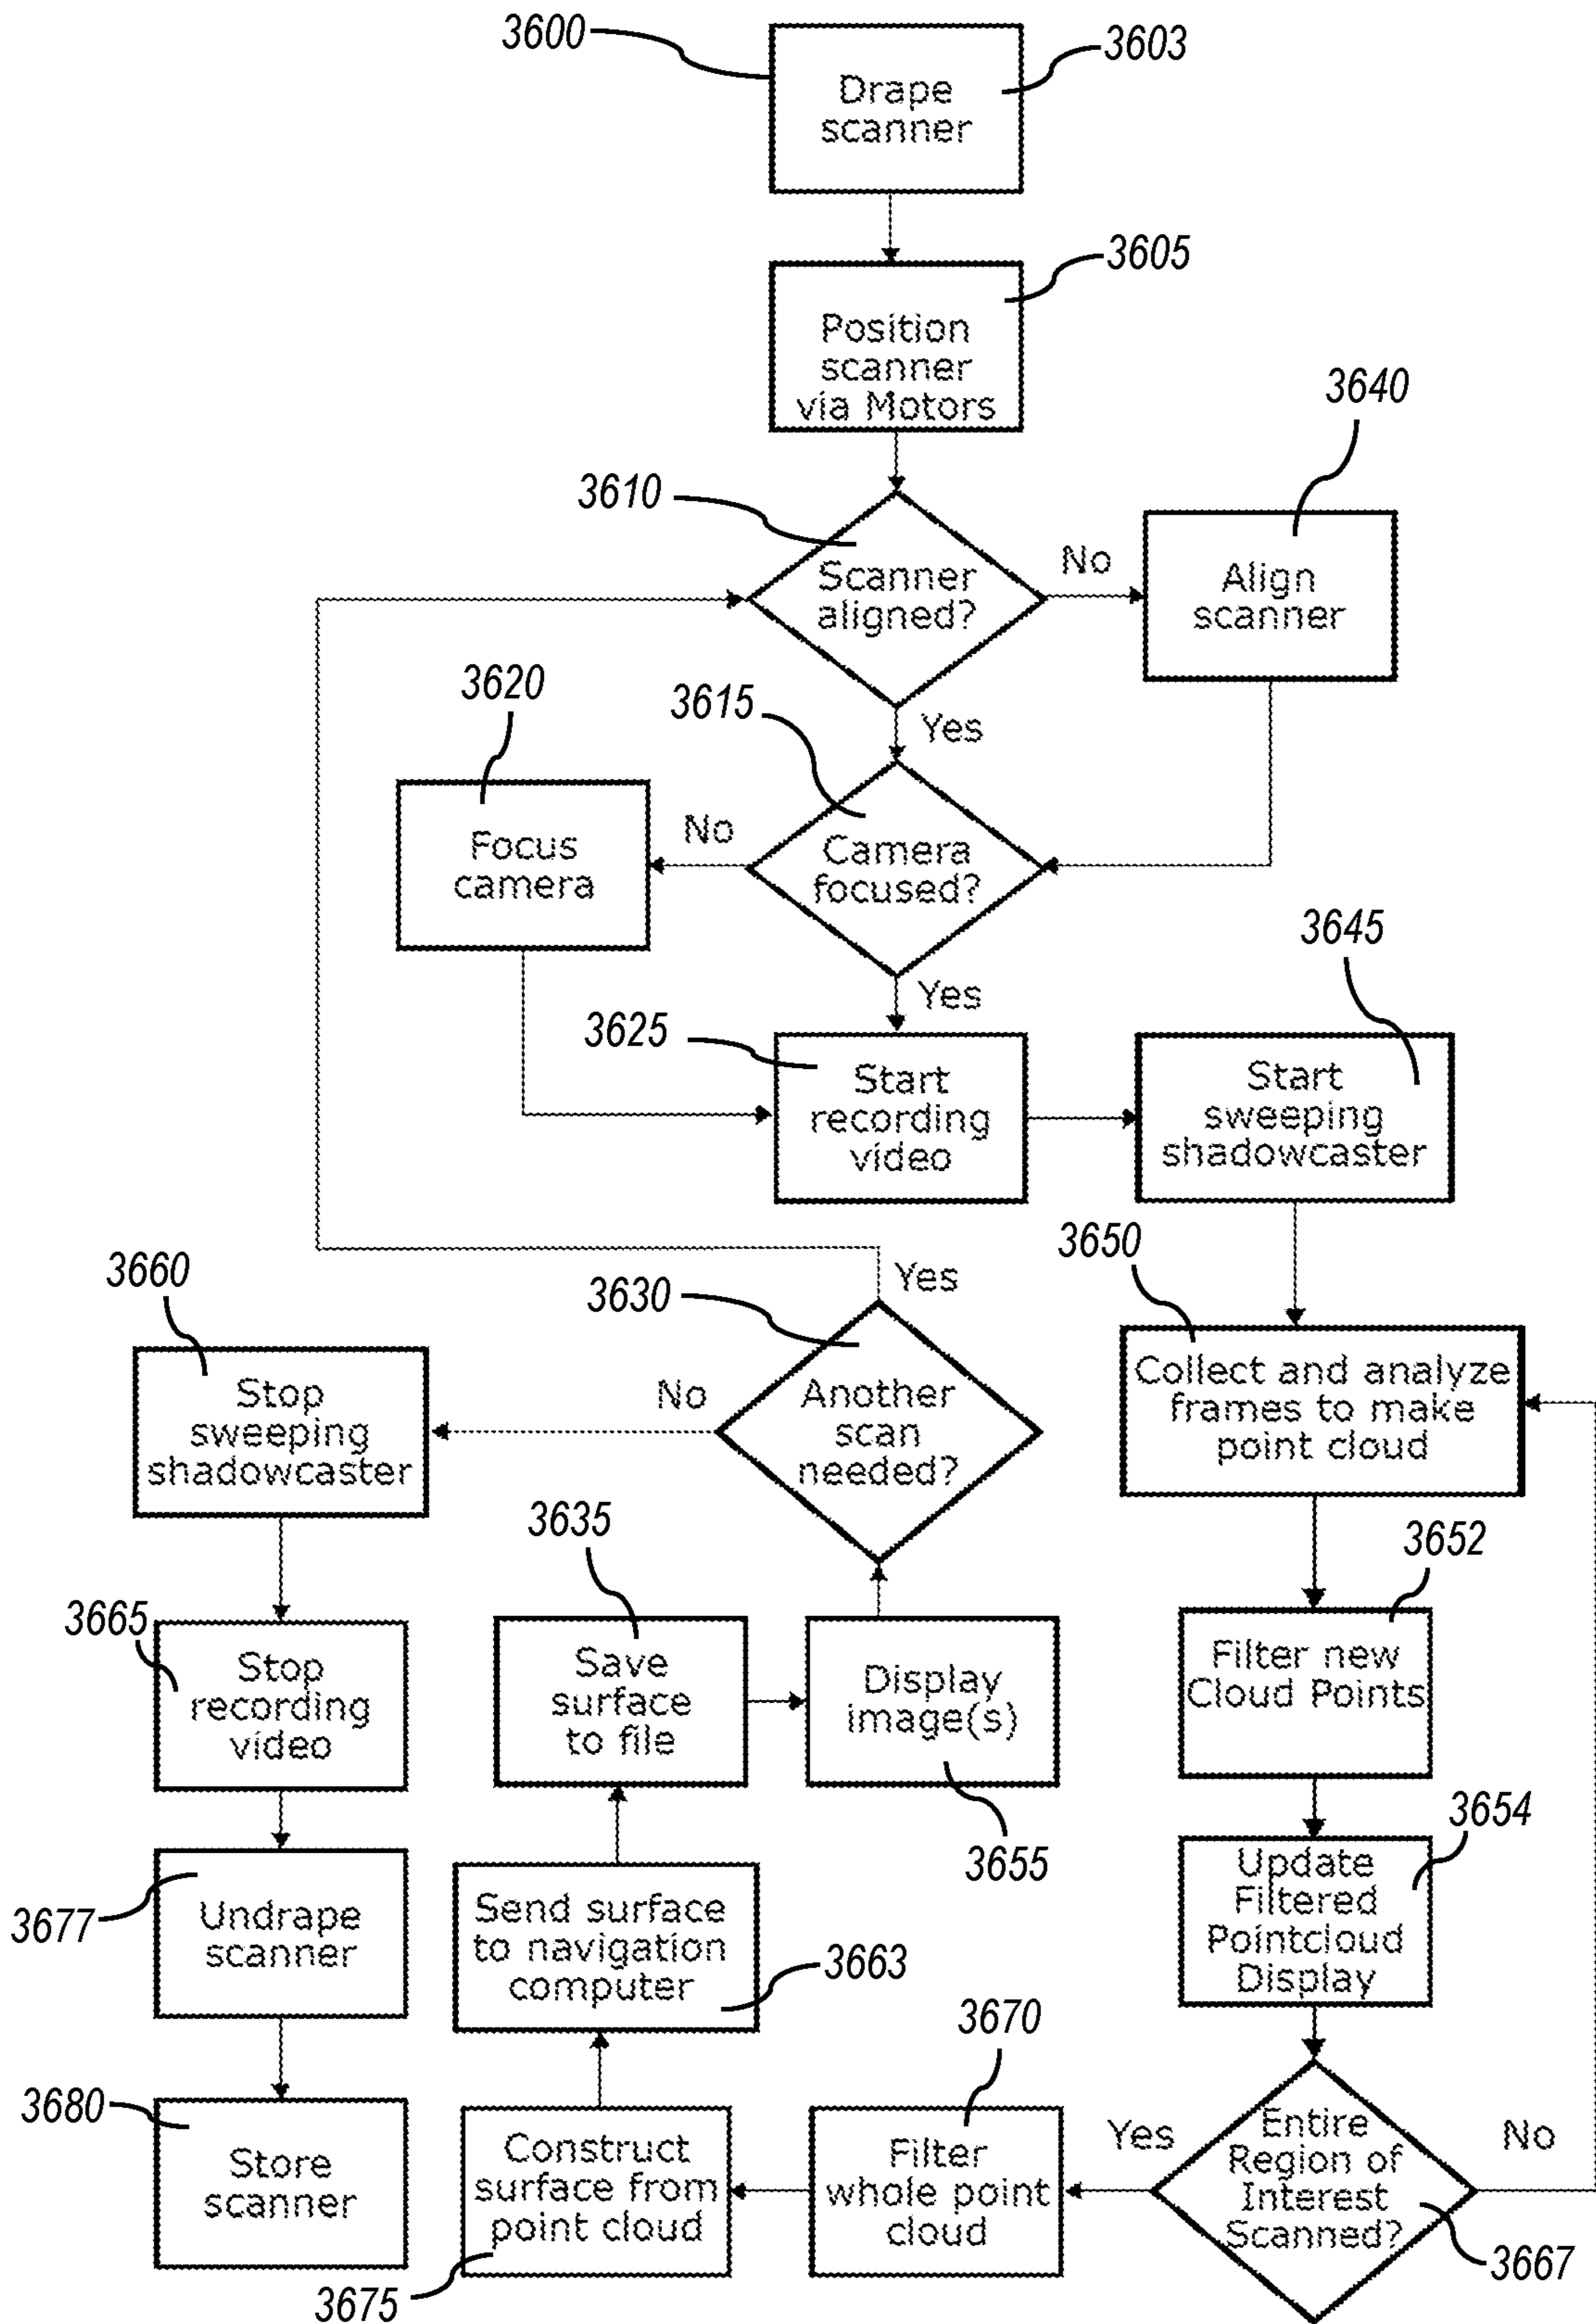 3600
3603
Drape
scanner
3605
Position
scanner
via Motors
3640
3610
Scanner
aligned?
No
Align
scanner
3620
3615
Yes
Focus
camera
No
Camera
focused?
3645
Yes
3625
Start
recording
video
Start
sweeping
shadowcaster
3650
3660
3630
Yes
Stop
sweeping
shadowcaster
No
Another
scan
needed?
Collect and analyze
frames to make
point cloud
3635
3652
3665
Stop
recording
video
Save
surface
to file
Display
image(s)
Filter new
Cloud Points
3654
3655
3677
Undrape
scanner
Send surface
to navigation
computer
3663
Update
Filtered
Pointcloud
Display
3670
3680
Store
scanner
Construct
surface from
point cloud
Filter
whole point
cloud
Yes
Entire
Region of
Interest
Scanned?
No
3667
3675